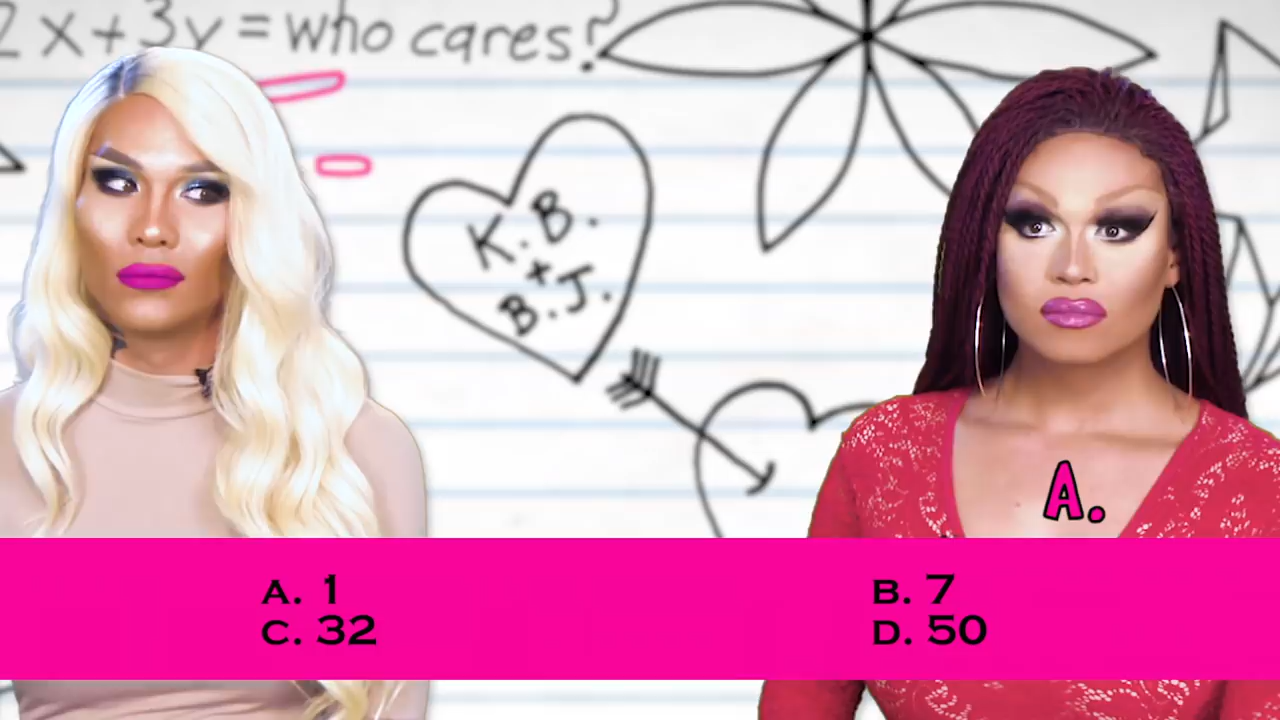 2x+3y = who cares?
K.B.
+
B.J.
A.
A. 1
B. 7
C. 32
D. 50